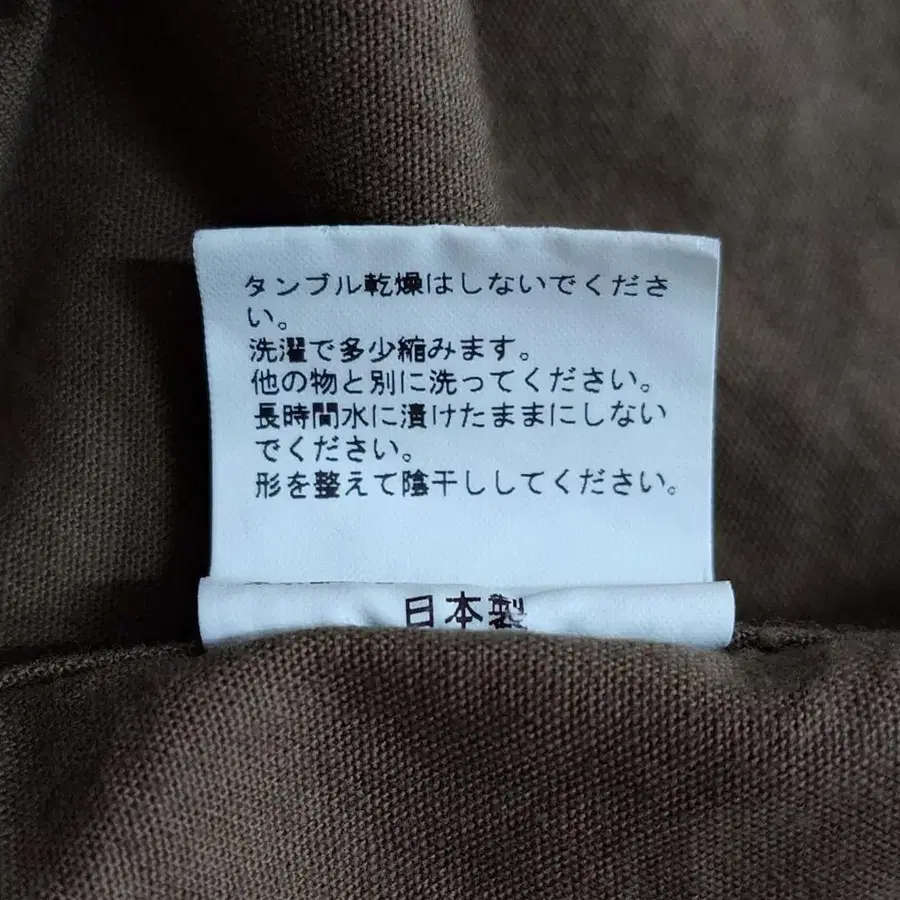 タンブル乾燥はしないでくださ
い。
洗濯で多少縮みます。
他の物と別に洗ってください。
長時間水に漬けたままにしない
でください。
形を整えて陰干ししてください。
日本製